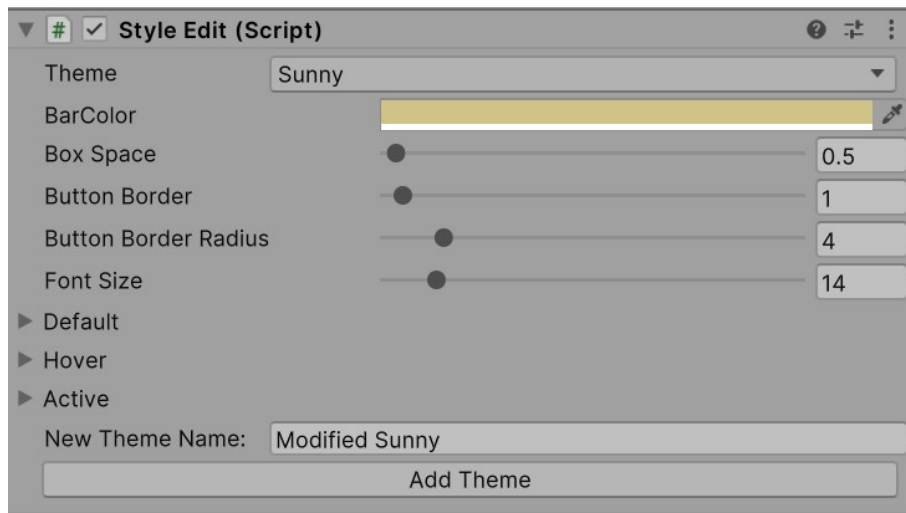 # Style Edit (Script)
Theme Sunny
BarColor
Box Space 0.5
Button Border 1
Button Border Radius 4
Font Size 14
Default
Hover
Active
New Theme Name: Modified Sunny
Add Theme